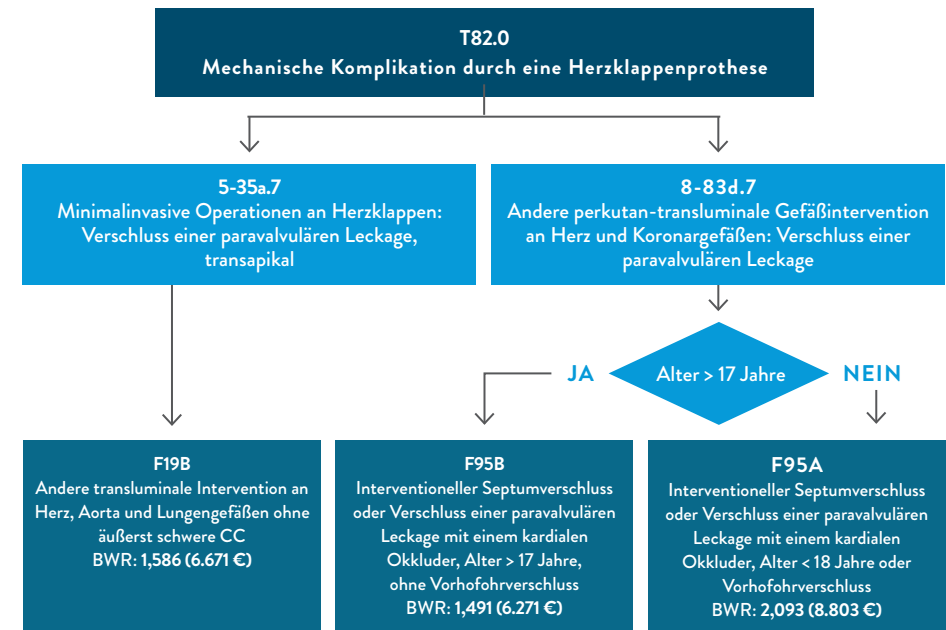 T82.0
Mechanische Komplikation durch eine Herzklappenprothese
5-35a.7
Minimalinvasive Operationen an Herzklappen:
Verschluss einer paravalvulären Leckage,
transapikal
8-83d.7
Andere perkutan-transluminale Gefäßintervention
an Herz und Koronargefäßen: Verschluss einer
paravalvulären Leckage
JA
Alter > 17 Jahre
NEIN
F19B
Andere transluminale Intervention an
Herz, Aorta und Lungengefäßen ohne
äußerst schwere CC
BWR: 1,586 (6.671 €)
F95B
Interventioneller Septumverschluss
oder Verschluss einer paravalvulären
Leckage mit einem kardialen
Okkluder, Alter > 17 Jahre,
ohne Vorhofohrverschluss
BWR: 1,491 (6.271 €)
F95A
Interventioneller Septumverschluss
oder Verschluss einer paravalvulären
Leckage mit einem kardialen
Okkluder, Alter < 18 Jahre oder
Vorhofohrverschluss
BWR: 2,093 (8.803 €)